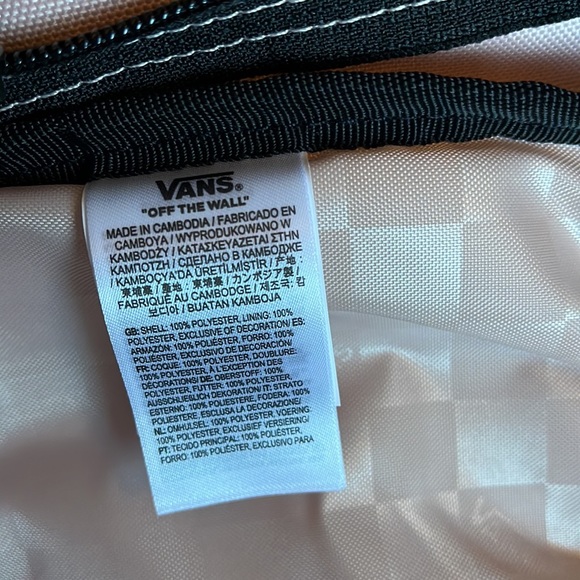 VANS®
"OFF THE WALL"
MADE IN CAMBODIA / FABRICADO EN
CAMBOYA / WYPRODUKOWANO W
KAMBODŻY / ΚΑΤΑΣΚΕΥΑΖΕΤΑΙ ΣΤΗΝ
ΚΑΜΠΟΤΖΗ / СДЕЛАНО В КАМБОДЖЕ
/ KAMBOÇYA'DA ÜRETİLMİŞTİR / 产地 :
/ 柬埔寨 / 產地 : 柬埔寨 / カンボジア製 /
FABRIQUÉ AU CAMBODGE / 제조국: 캄
보디아 / BUATAN KAMBOJA
GB: SHELL: 100% POLYESTER, LINING: 100%
POLYESTER, EXCLUSIVE OF DECORATION/ ES:
ARMAZÓN: 100% POLIÉSTER, FORRO: 100%
POLIÉSTER, EXCLUSIVO DE DECORACIÓN/
FR: COQUE: 100% POLYESTER, DOUBLURE:
100% POLYESTER, À L'EXCEPTION DES
DÉCORATIONS/ DE: OBERSTOFF: 100%
POLYESTER, FUTTER: 100% POLYESTER,
AUSSCHLIESLICH DEKORATION/ IT: STRATO
ESTERNO: 100% POLIESTERE, FODERA: 100%
POLIESTERE, ESCLUSA LA DECORAZIONE/
NL: OMHULSEL: 100% POLYESTER, VOERING:
100% POLYESTER, EXCLUSIEF VERSIERING/
PT: TECIDO PRINCIPAL: 100% POLIÉSTER,
FORRO: 100% POLIÉSTER, EXCLUSIVO PARA